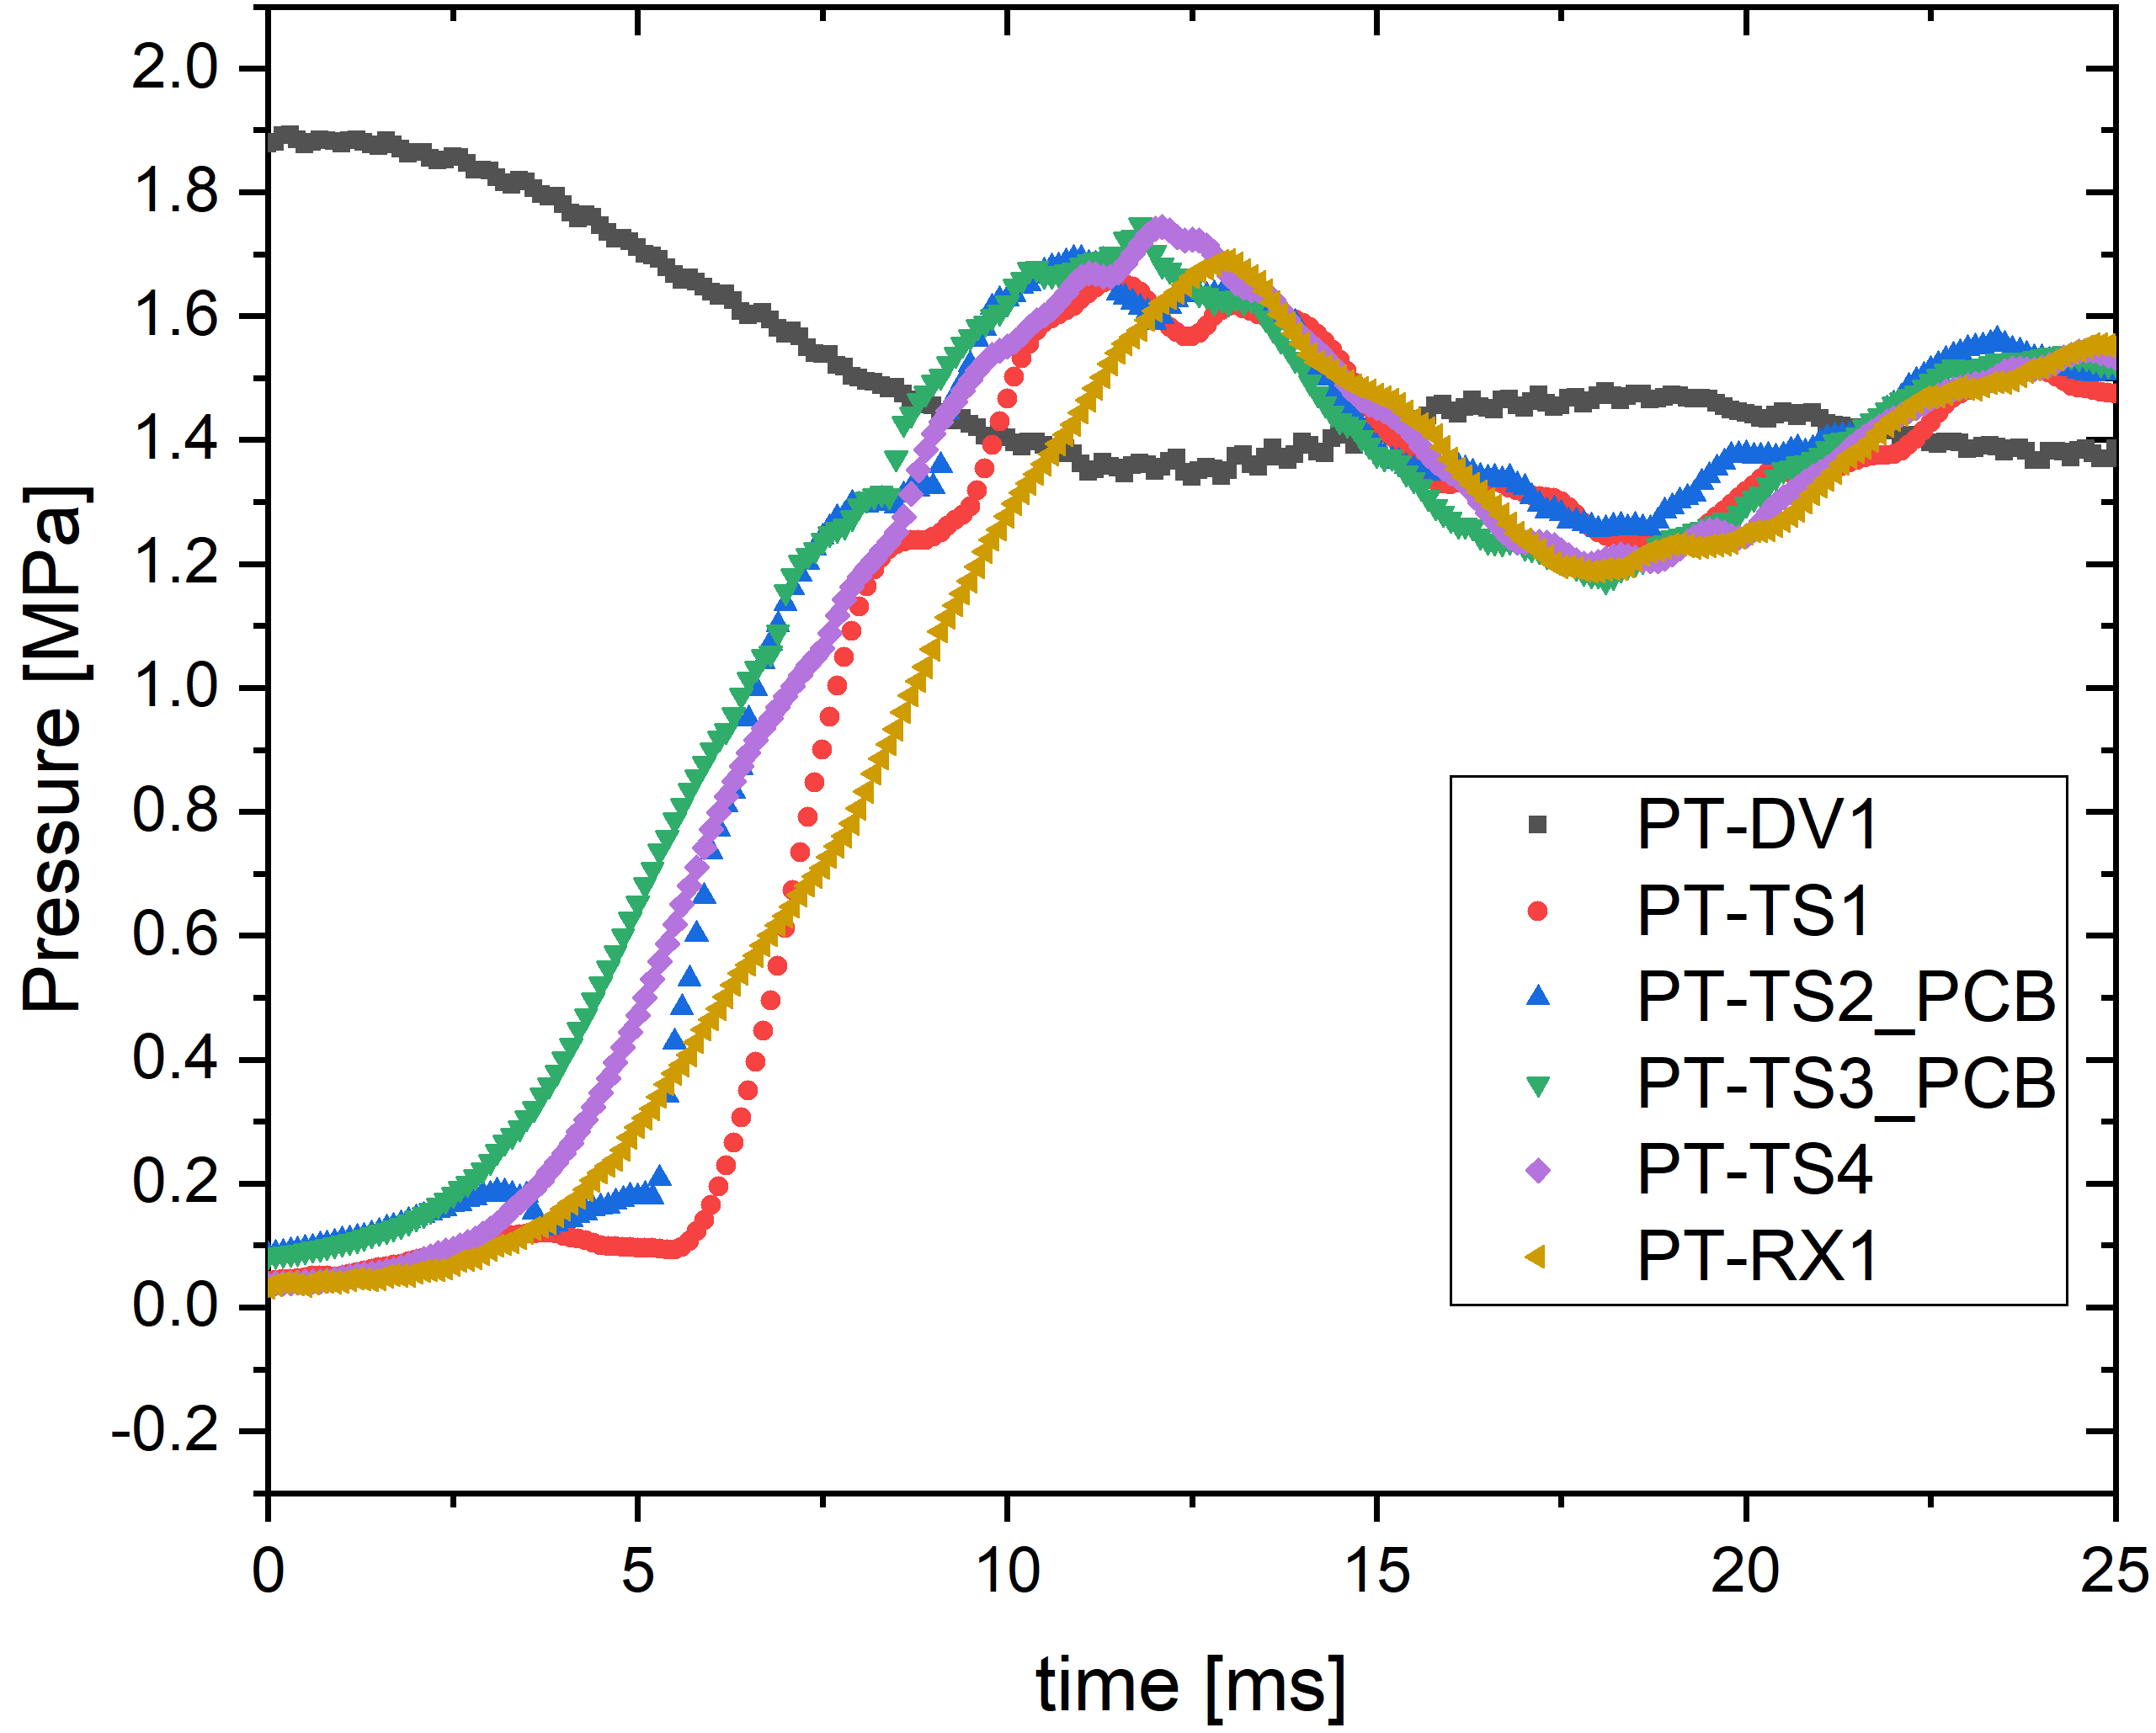 2.0
1.8
1.6
1.4
1.2
1.0
0.8
0.6
0.4
0.2
0.0
-0.2
Pressure [MPa]
PT-DV1
PT-TS1
PT-TS2_PCB
PT-TS3_PCB
PT-TS4
PT-RX1
0 5 10 15 20 25
time [ms]